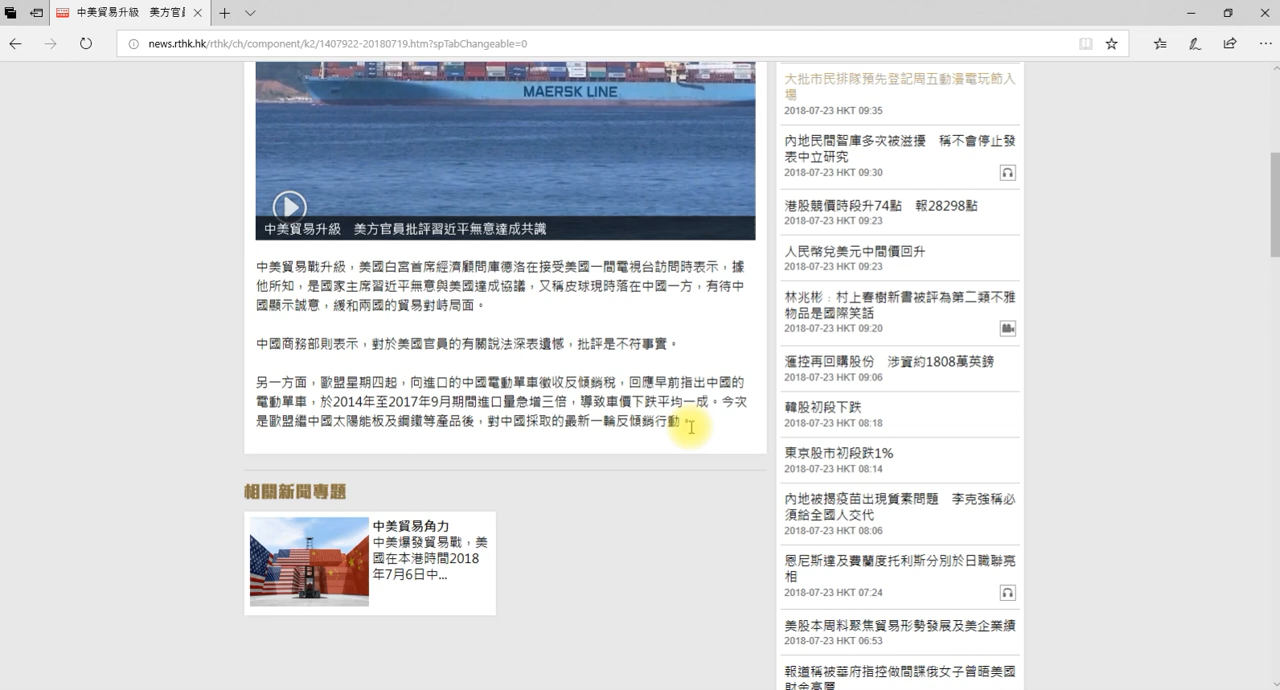 中美貿易升級　美方官員
news.rthk.hk/rthk/ch/component/k2/1407922-20180719.htm?spTabChangeable=0
MAERSK LINE
中美貿易升級　美方官員批評習近平無意達成共識
中美貿易戰升級，美國白宮首席經濟顧問庫德洛在接受美國一間電視台訪問時表示，據
他所知，是國家主席習近平無意與美國達成協議，又稱皮球現時落在中國一方，有待中
國顯示誠意，緩和兩國的貿易對峙局面。
中國商務部則表示，對於美國官員的有關說法深表遺憾，批評是不符事實。
另一方面，歐盟星期四起，向進口的中國電動單車徵收反傾銷稅，回應早前指出中國的
電動單車，於2014年至2017年9月期間進口量急增三倍，導致車價下跌平均一成。今次
是歐盟繼中國太陽能板及鋼鐵等產品後，對中國採取的最新一輪反傾銷行動。
相關新聞專題
中美貿易角力
中美爆發貿易戰，美
國在本港時間2018
年7月6日中...
大批市民排隊預先登記周五動漫電玩節入
場
2018-07-23 HKT 09:35
內地民間智庫多次被滋擾　稱不會停止發
表中立研究
2018-07-23 HKT 09:30
港股競價時段升74點　報28298點
2018-07-23 HKT 09:23
人民幣兌美元中間價回升
2018-07-23 HKT 09:23
林兆彬：村上春樹新書被評為第二類不雅
物品是國際笑話
2018-07-23 HKT 09:20
滙控再回購股份　涉資約1808萬英鎊
2018-07-23 HKT 09:06
韓股初段下跌
2018-07-23 HKT 08:18
東京股市初段跌1%
2018-07-23 HKT 08:14
內地被揭疫苗出現質素問題　李克強稱必
須給全國人交代
2018-07-23 HKT 08:06
恩尼斯達及費蘭度托利斯分別於日職聯亮
相
2018-07-23 HKT 07:24
美股本周料聚焦貿易形勢發展及美企業績
2018-07-23 HKT 06:53
報道稱被華府指控做間諜俄女子曾晤美國
財金高層